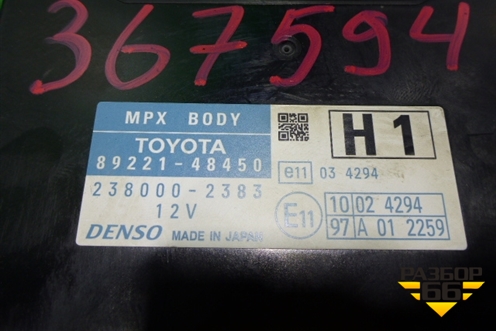 367594
MPX BODY
TOYOTA
89221-48450
238000-2383
12V
DENSO MADE IN JAPAN
H1
e11 03 4294
E11
10 02 4294
97 A 01 2259
РАЗБОР
66